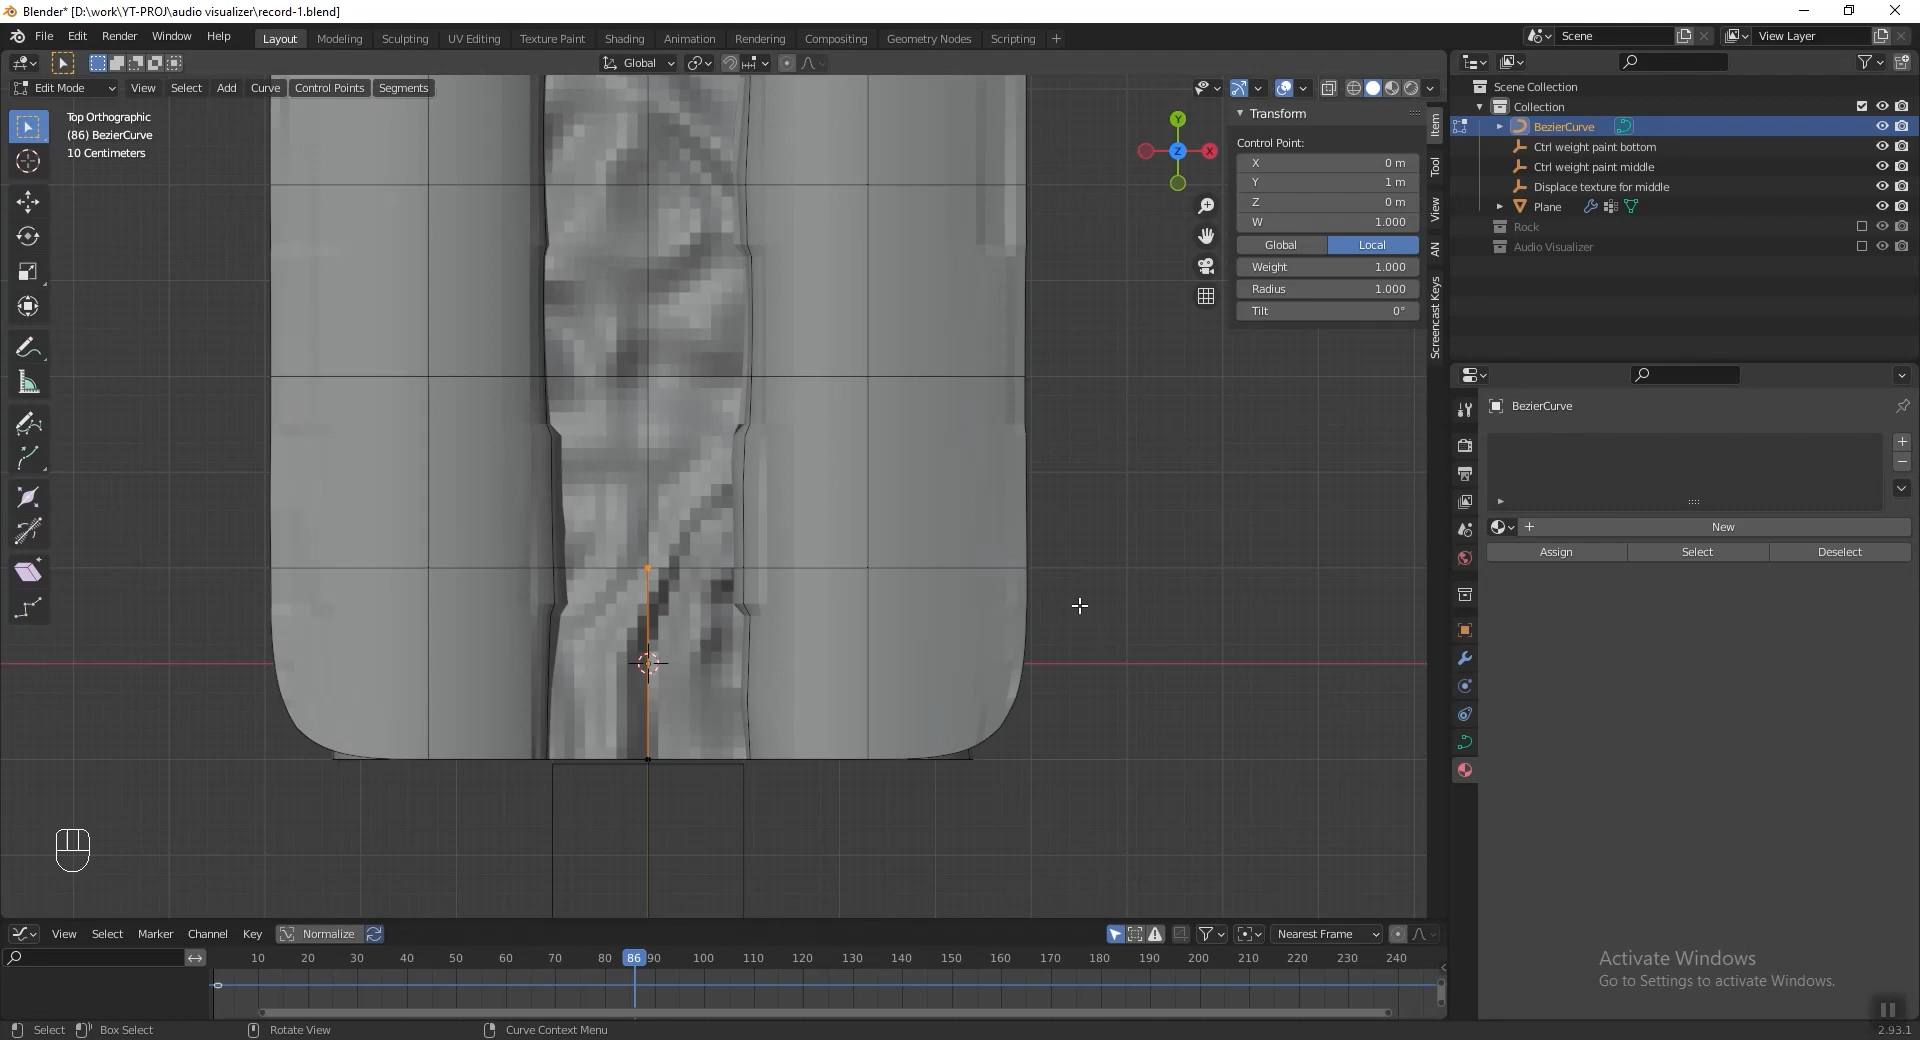 Blender* [D:\work\YT-PROJ\audio visualizer\record-1.blend]
File Edit Render Window Help Layout Modeling Sculpting UV Editing Texture Paint Shading Animation Rendering Compositing Geometry Nodes Scripting + Scene View Layer
Global
Edit Mode View Select Add Curve Control Points Segments
Top Orthographic
(86) BezierCurve
10 Centimeters
Y
X
Z
Transform
Control Point:
X 0 m
Y 1 m
Z 0 m
W 1.000
Global Local
Weight 1.000
Radius 1.000
Tilt 0°
Item
Tool
View
AN
Screencast Keys
Scene Collection
Collection
BezierCurve
Ctrl weight paint bottom
Ctrl weight paint middle
Displace texture for middle
Plane
Rock
Audio Visualizer
BezierCurve
+ New
Assign Select Deselect
Activate Windows
Go to Settings to activate Windows.
View Select Marker Channel Key Normalize Nearest Frame
10 20 30 40 50 60 70 80 86 90 100 110 120 130 140 150 160 170 180 190 200 210 220 230 240
Select Box Select Rotate View Curve Context Menu 2.93.1